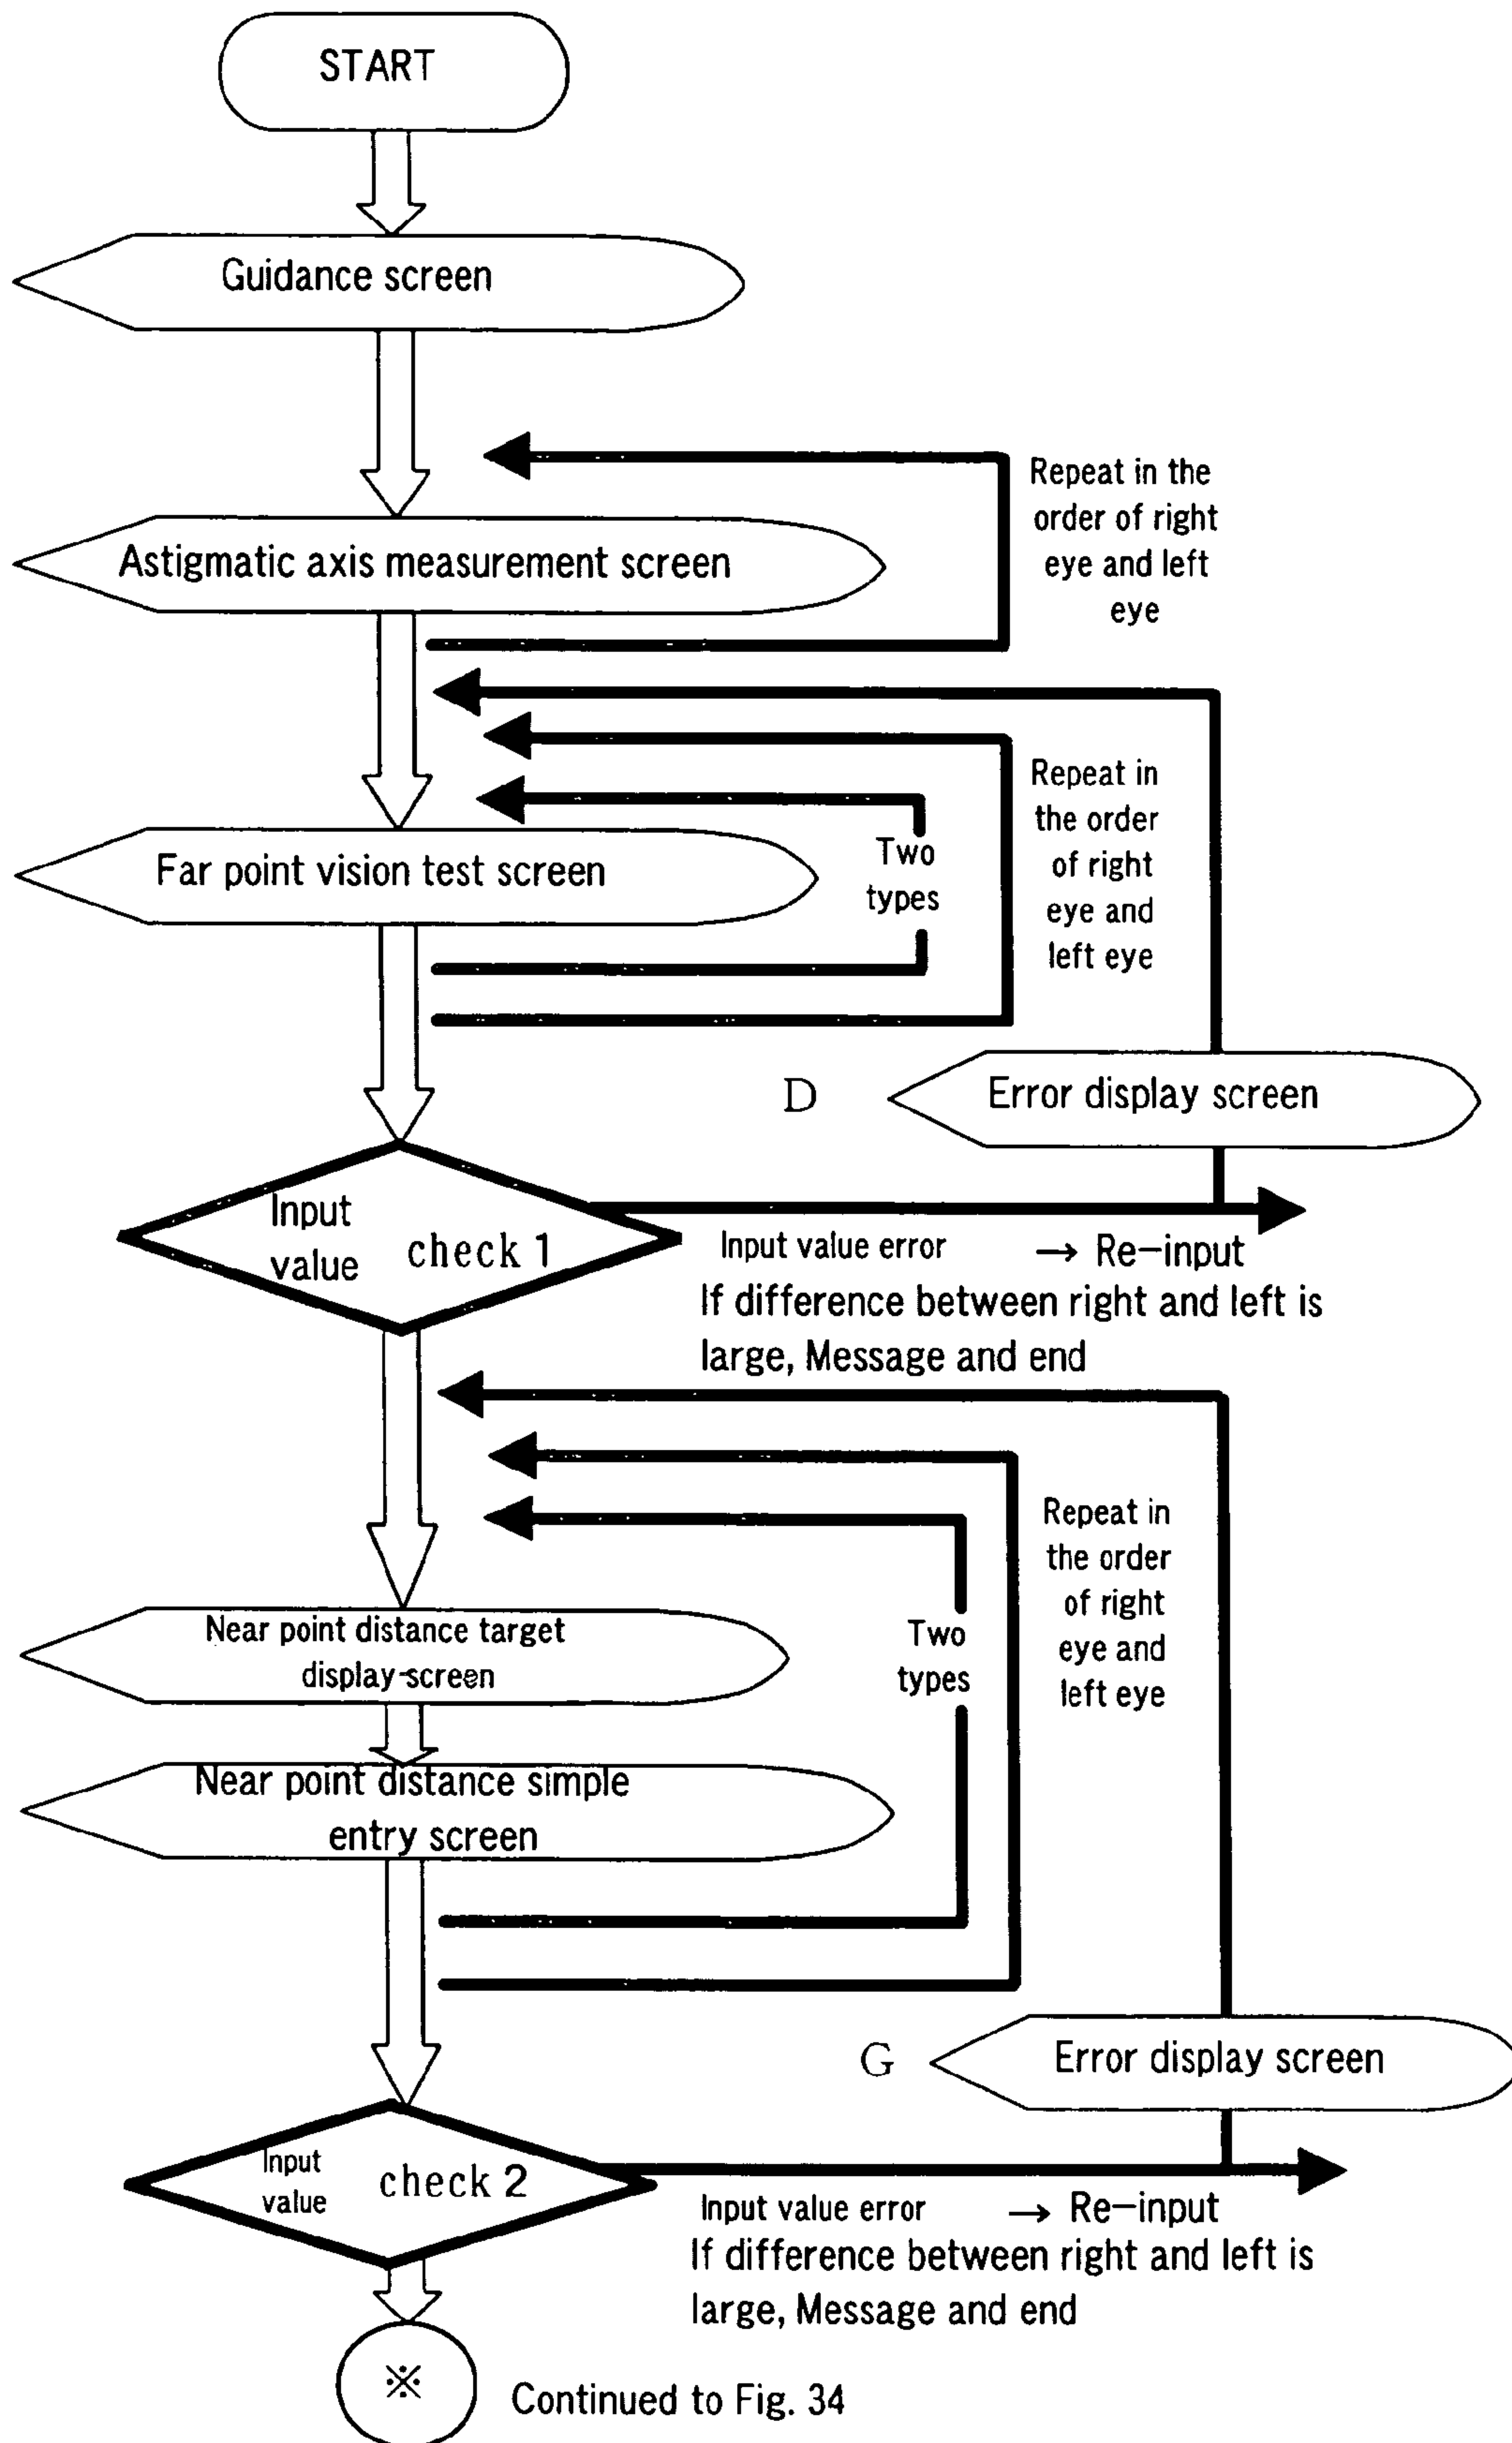 START
Guidance screen
Repeat in the
order of right
eye and left
eye
Astigmatic axis measurement screen
Repeat in
the order
of right
eye and
left eye
Two
types
Far point vision test screen
D
Error display screen
Input
value
check 1
Input value error → Re-input
If difference between right and left is
large, Message and end
Repeat in
the order
of right
eye and
left eye
Two
types
Near point distance target
display-screen
Near point distance simple
entry screen
G
Error display screen
Input
value
check 2
Input value error → Re-input
If difference between right and left is
large, Message and end
※
Continued to Fig. 34